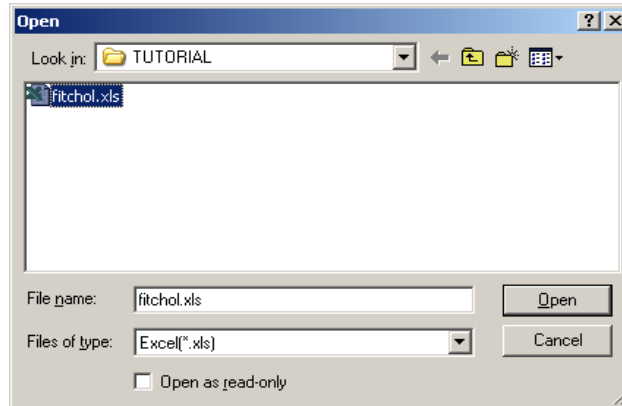 Open
Look in: TUTORIAL
fitchol.xls
File name: fitchol.xls Open
Files of type: Excel(*.xls) Cancel
Open as read-only